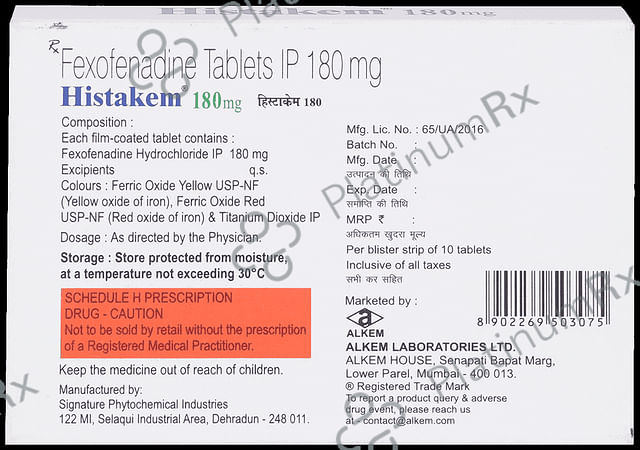 Histakem® 180mg
Rx
Fexofenadine Tablets IP 180 mg
Histakem® 180mg हिस्टाकेम 180
Composition :
Each film-coated tablet contains :
Fexofenadine Hydrochloride IP 180 mg
Excipients q.s.
Colours : Ferric Oxide Yellow USP-NF
(Yellow oxide of iron), Ferric Oxide Red
USP-NF (Red oxide of iron) & Titanium Dioxide IP
Dosage : As directed by the Physician.
Storage : Store protected from moisture,
at a temperature not exceeding 30°C
SCHEDULE H PRESCRIPTION
DRUG - CAUTION
Not to be sold by retail without the prescription
of a Registered Medical Practitioner.
Keep the medicine out of reach of children.
Manufactured by:
Signature Phytochemical Industries
122 MI, Selaqui Industrial Area, Dehradun - 248 011.
Mfg. Lic. No. : 65/UA/2016
Batch No. :
Mfg. Date :
उत्पादन की तिथि
Exp. Date :
समाप्ति की तिथि
MRP ₹ :
अधिकतम खुदरा मूल्य
Per blister strip of 10 tablets
Inclusive of all taxes
सभी कर सहित
Marketed by :
ALKEM
ALKEM LABORATORIES LTD.
ALKEM HOUSE, Senapati Bapat Marg,
Lower Parel, Mumbai - 400 013.
® Registered Trade Mark
To report a product query & adverse
drug event, please reach us
at - contact@alkem.com
8 902269 503075
PlatinumRx
PlatinumRx
PlatinumRx